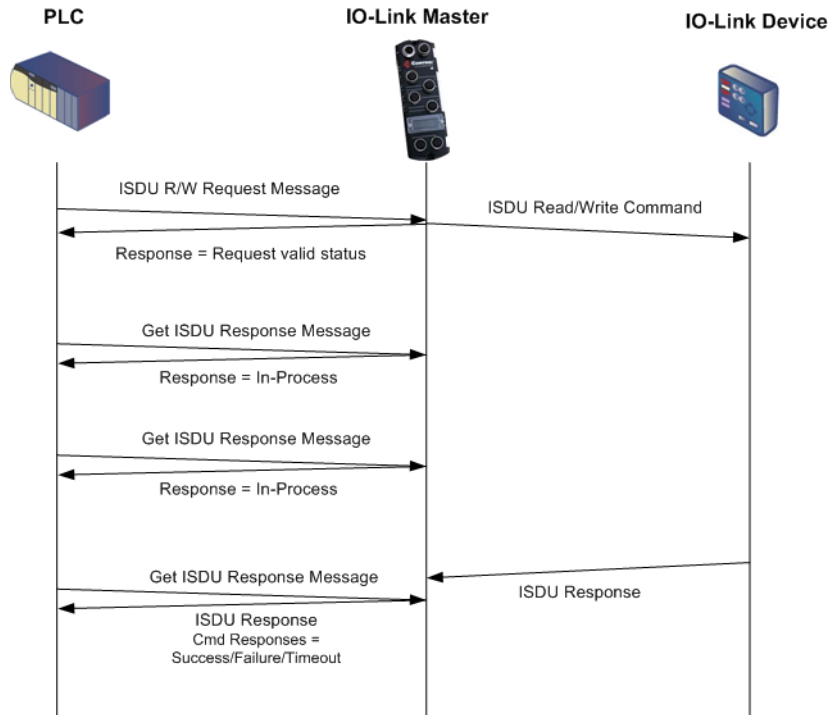 PLC
IO-Link Master
IO-Link Device
ISDU R/W Request Message
ISDU Read/Write Command
Response = Request valid status
Get ISDU Response Message
Response = In-Process
Get ISDU Response Message
Response = In-Process
Get ISDU Response Message
ISDU Response
ISDU Response
Cmd Responses =
Success/Failure/Timeout